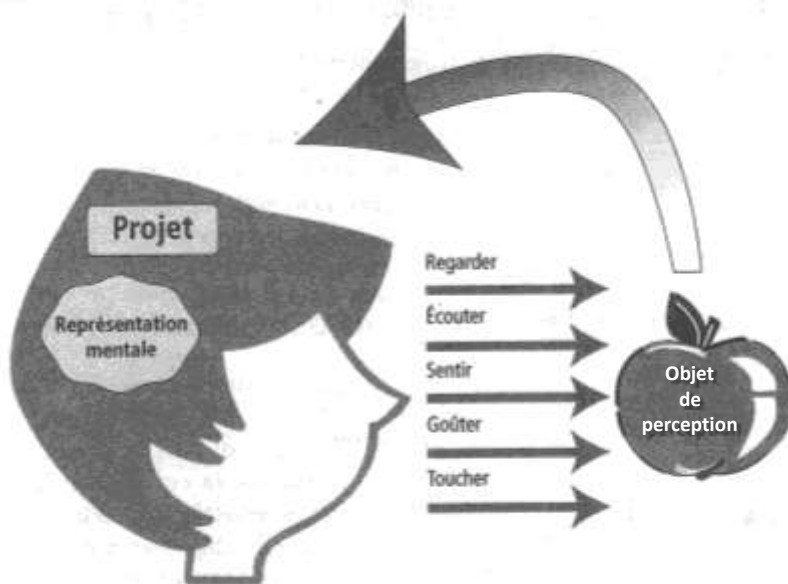 Projet
Représentation
mentale
Regarder
Écouter
Sentir
Goûter
Toucher
Objet
de
perception